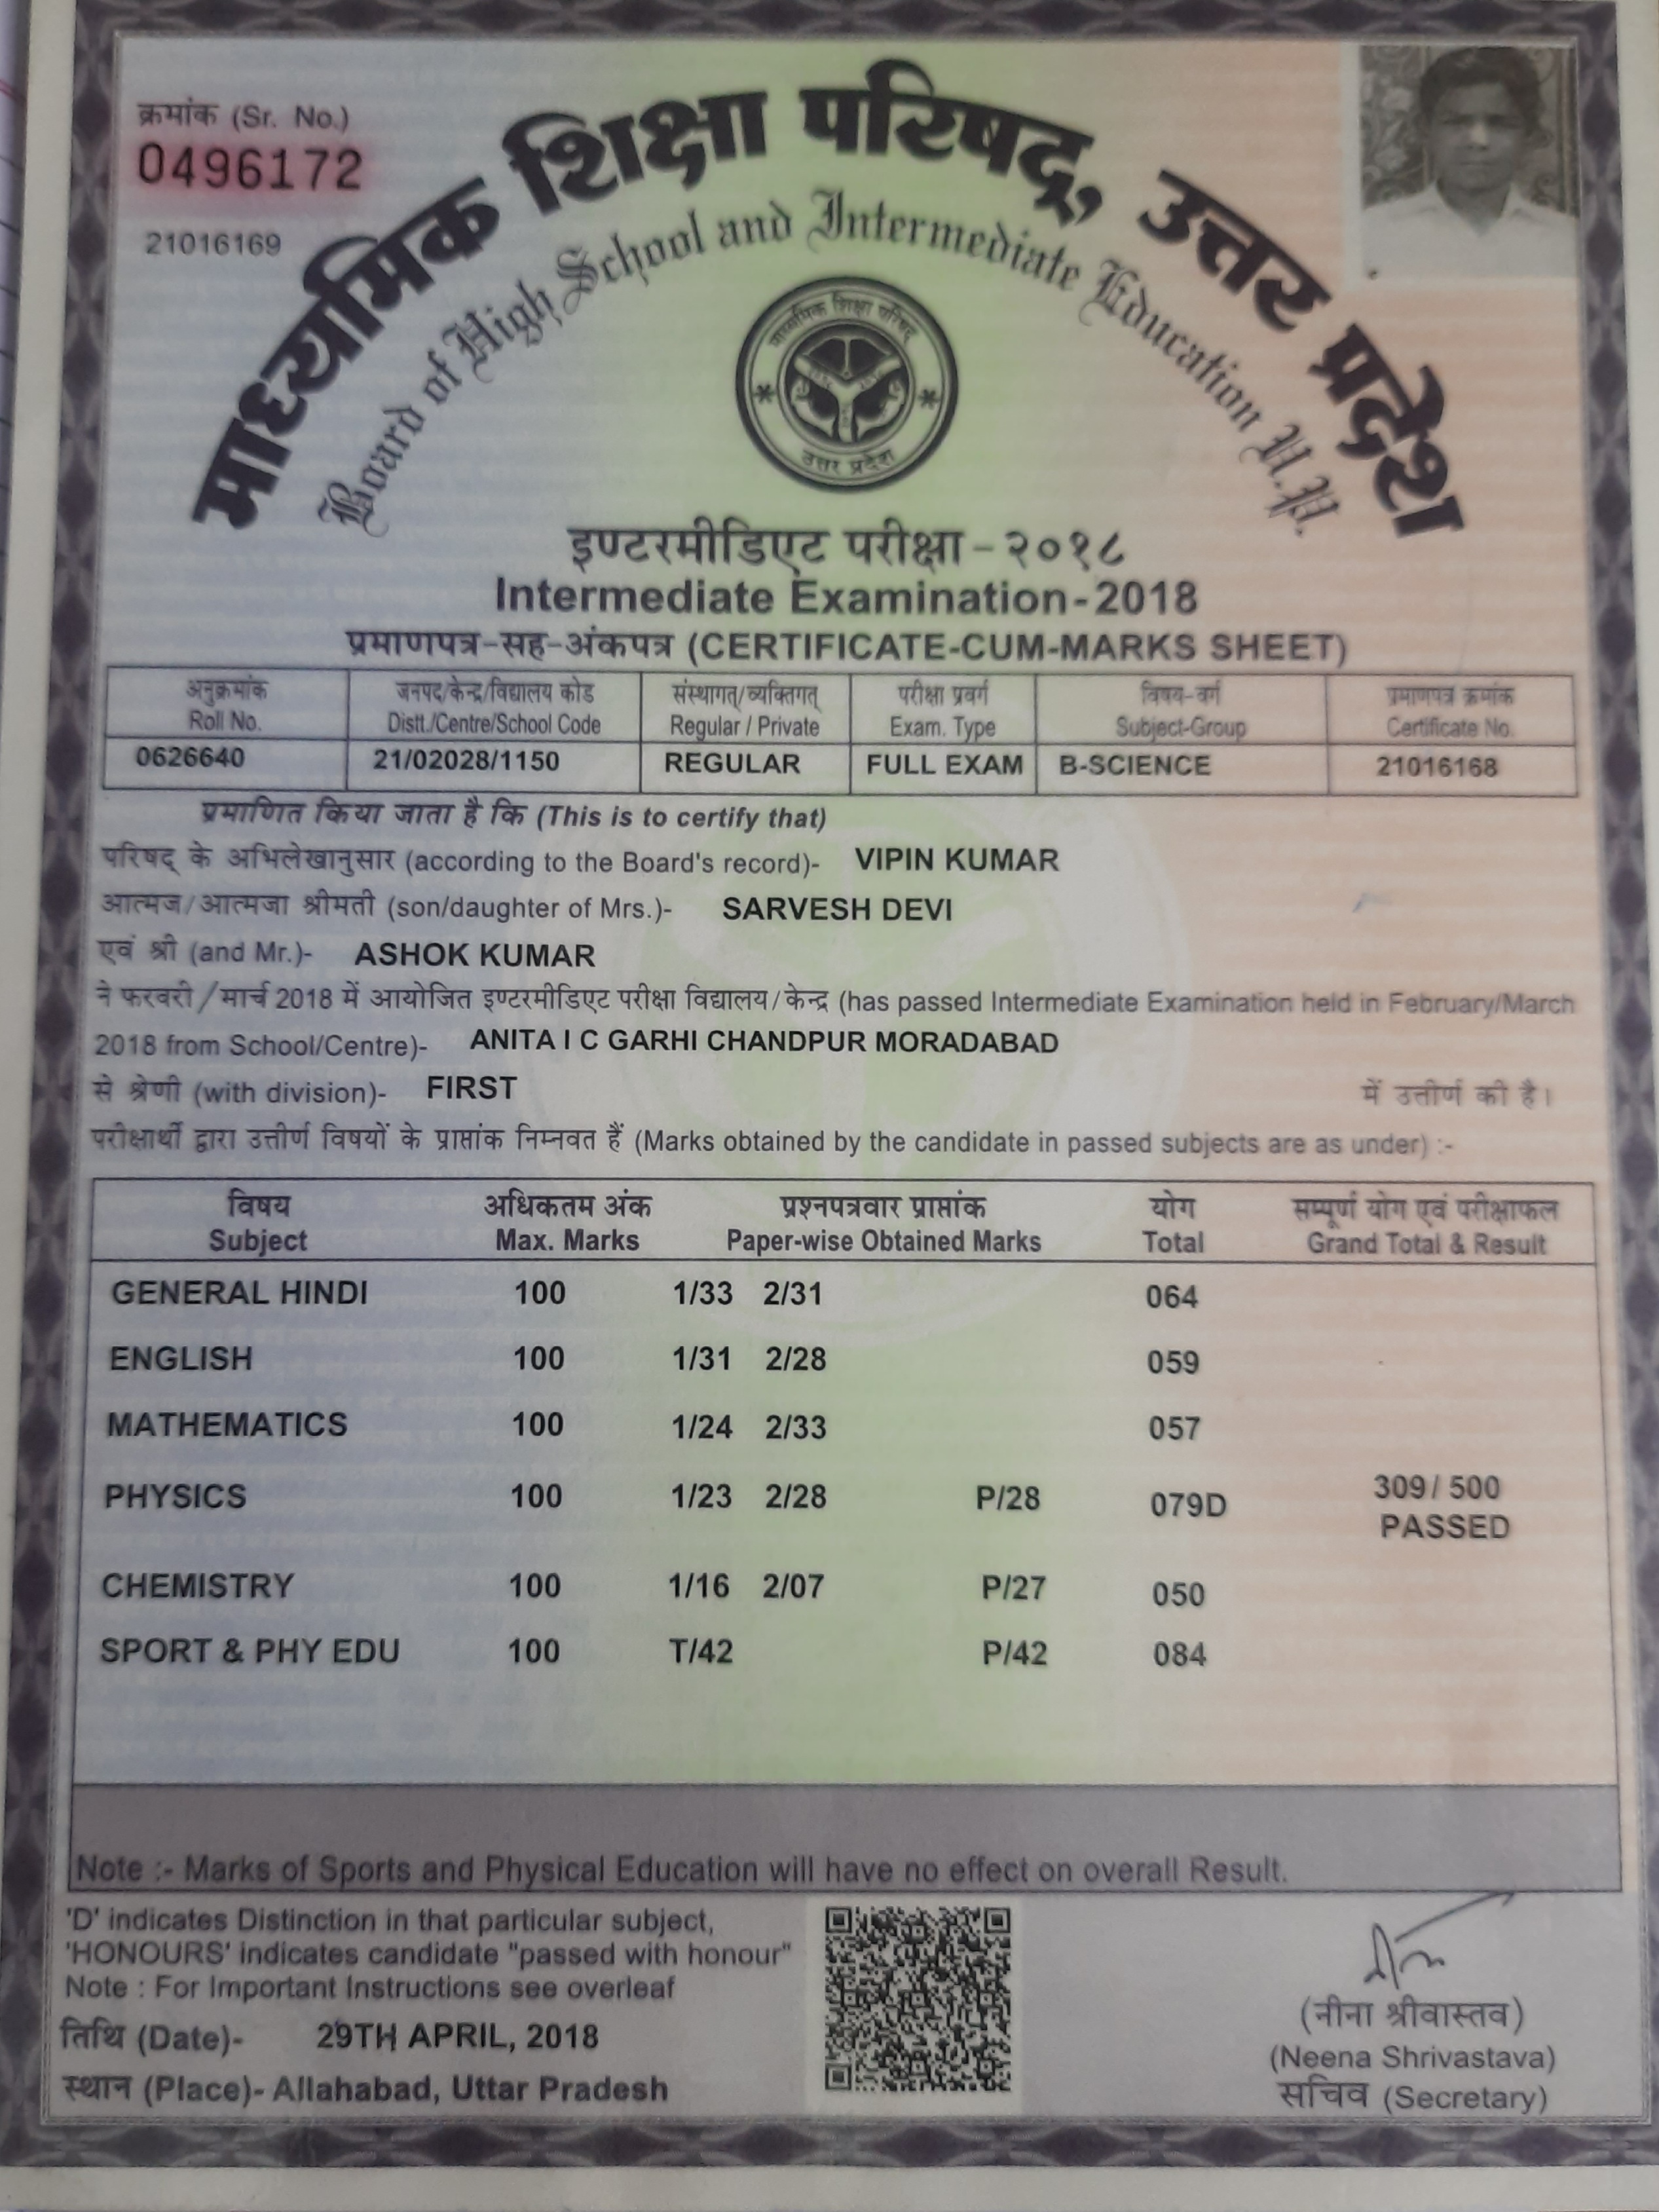 क्रमांक (Sr. No.)
0496172
21016169
माध्यमिक शिक्षा परिषद्, उत्तर प्रदेश
Board of High School and Intermediate Education U.P.
माध्यमिक शिक्षा परिषद्
उत्तर प्रदेश
इण्टरमीडिएट परीक्षा - २०१८
Intermediate Examination-2018
प्रमाणपत्र-सह-अंकपत्र (CERTIFICATE-CUM-MARKS SHEET)
अनुक्रमांक जनपद/केन्द्र/विद्यालय कोड संस्थागत्/व्यक्तिगत् परीक्षा प्रवर्ग विषय-वर्ग प्रमाणपत्र क्रमांक
Roll No. Distt./Centre/School Code Regular / Private Exam. Type Subject-Group Certificate No.
0626640 21/02028/1150 REGULAR FULL EXAM B-SCIENCE 21016168
प्रमाणित किया जाता है कि (This is to certify that)
परिषद् के अभिलेखानुसार (according to the Board's record)- VIPIN KUMAR
आत्मज/आत्मजा श्रीमती (son/daughter of Mrs.)- SARVESH DEVI
एवं श्री (and Mr.)- ASHOK KUMAR
ने फरवरी/मार्च 2018 में आयोजित इण्टरमीडिएट परीक्षा विद्यालय/केन्द्र (has passed Intermediate Examination held in February/March
2018 from School/Centre)- ANITA I C GARHI CHANDPUR MORADABAD
से श्रेणी (with division)- FIRST में उत्तीर्ण की है।
परीक्षार्थी द्वारा उत्तीर्ण विषयों के प्राप्तांक निम्नवत हैं (Marks obtained by the candidate in passed subjects are as under) :-
विषय अधिकतम अंक प्रश्नपत्रवार प्राप्तांक योग सम्पूर्ण योग एवं परीक्षाफल
Subject Max. Marks Paper-wise Obtained Marks Total Grand Total & Result
GENERAL HINDI 100 1/33 2/31 064
ENGLISH 100 1/31 2/28 059
MATHEMATICS 100 1/24 2/33 057
PHYSICS 100 1/23 2/28 P/28 079D 309/ 500
PASSED
CHEMISTRY 100 1/16 2/07 P/27 050
SPORT & PHY EDU 100 T/42 P/42 084
Note :- Marks of Sports and Physical Education will have no effect on overall Result.
'D' indicates Distinction in that particular subject,
'HONOURS' indicates candidate "passed with honour"
Note : For Important Instructions see overleaf
तिथि (Date)- 29TH APRIL, 2018
स्थान (Place)- Allahabad, Uttar Pradesh
(नीना श्रीवास्तव)
(Neena Shrivastava)
सचिव (Secretary)